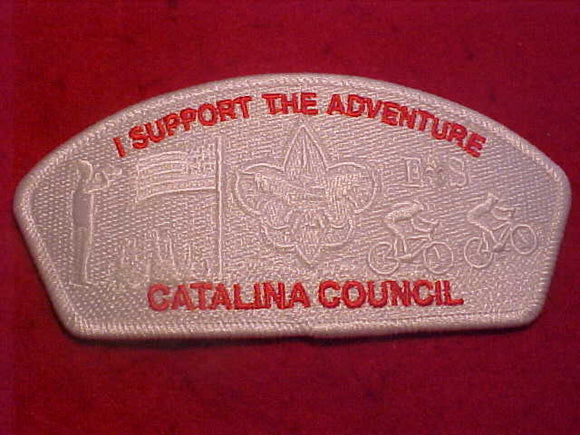 I SUPPORT THE ADVENTURE
CATALINA COUNCIL